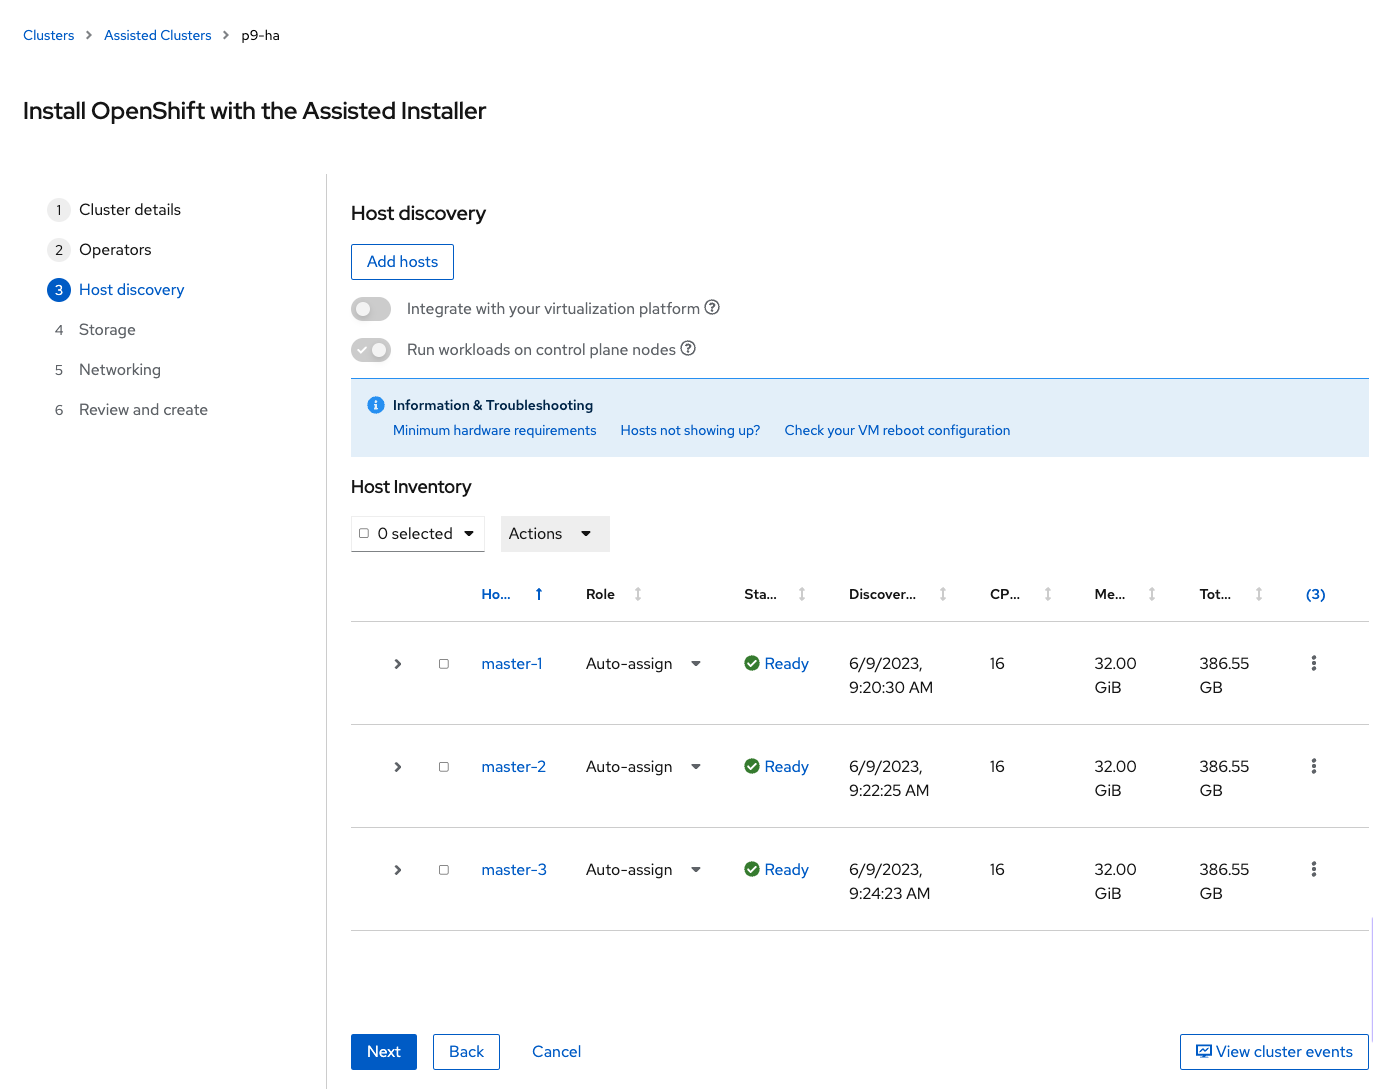 Clusters > Assisted Clusters > p9-ha
Install OpenShift with the Assisted Installer
1 Cluster details
2 Operators
3 Host discovery
4 Storage
5 Networking
6 Review and create
Host discovery
Add hosts
Integrate with your virtualization platform
Run workloads on control plane nodes
Information & Troubleshooting
Minimum hardware requirements Hosts not showing up? Check your VM reboot configuration
Host Inventory
0 selected Actions
Ho... Role Sta... Discover... CP... Me... Tot... (3)
master-1 Auto-assign Ready 6/9/2023, 16 32.00 386.55
9:20:30 AM GiB GB
master-2 Auto-assign Ready 6/9/2023, 16 32.00 386.55
9:22:25 AM GiB GB
master-3 Auto-assign Ready 6/9/2023, 16 32.00 386.55
9:24:23 AM GiB GB
Next Back Cancel View cluster events